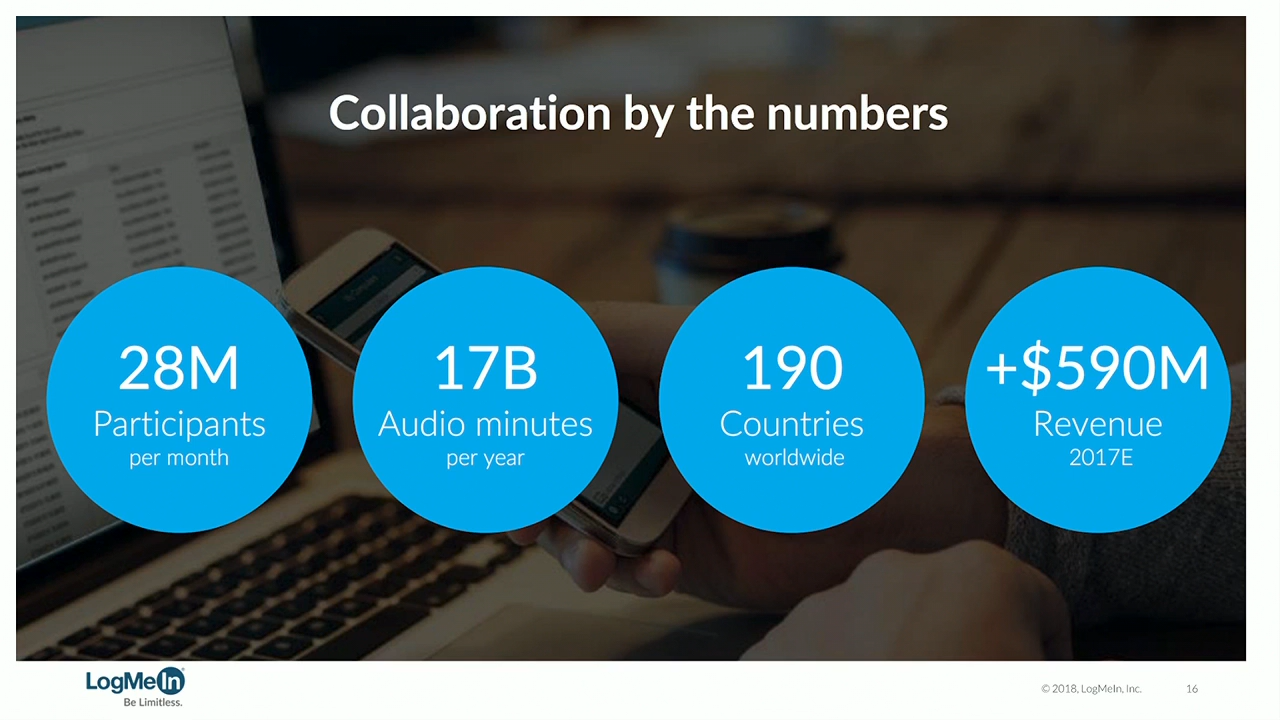 Collaboration by the numbers
28M
Participants
per month
17B
Audio minutes
per year
190
Countries
worldwide
+$590M
Revenue
2017E
LogMeIn®
Be Limitless.
© 2018, LogMeIn, Inc.
16